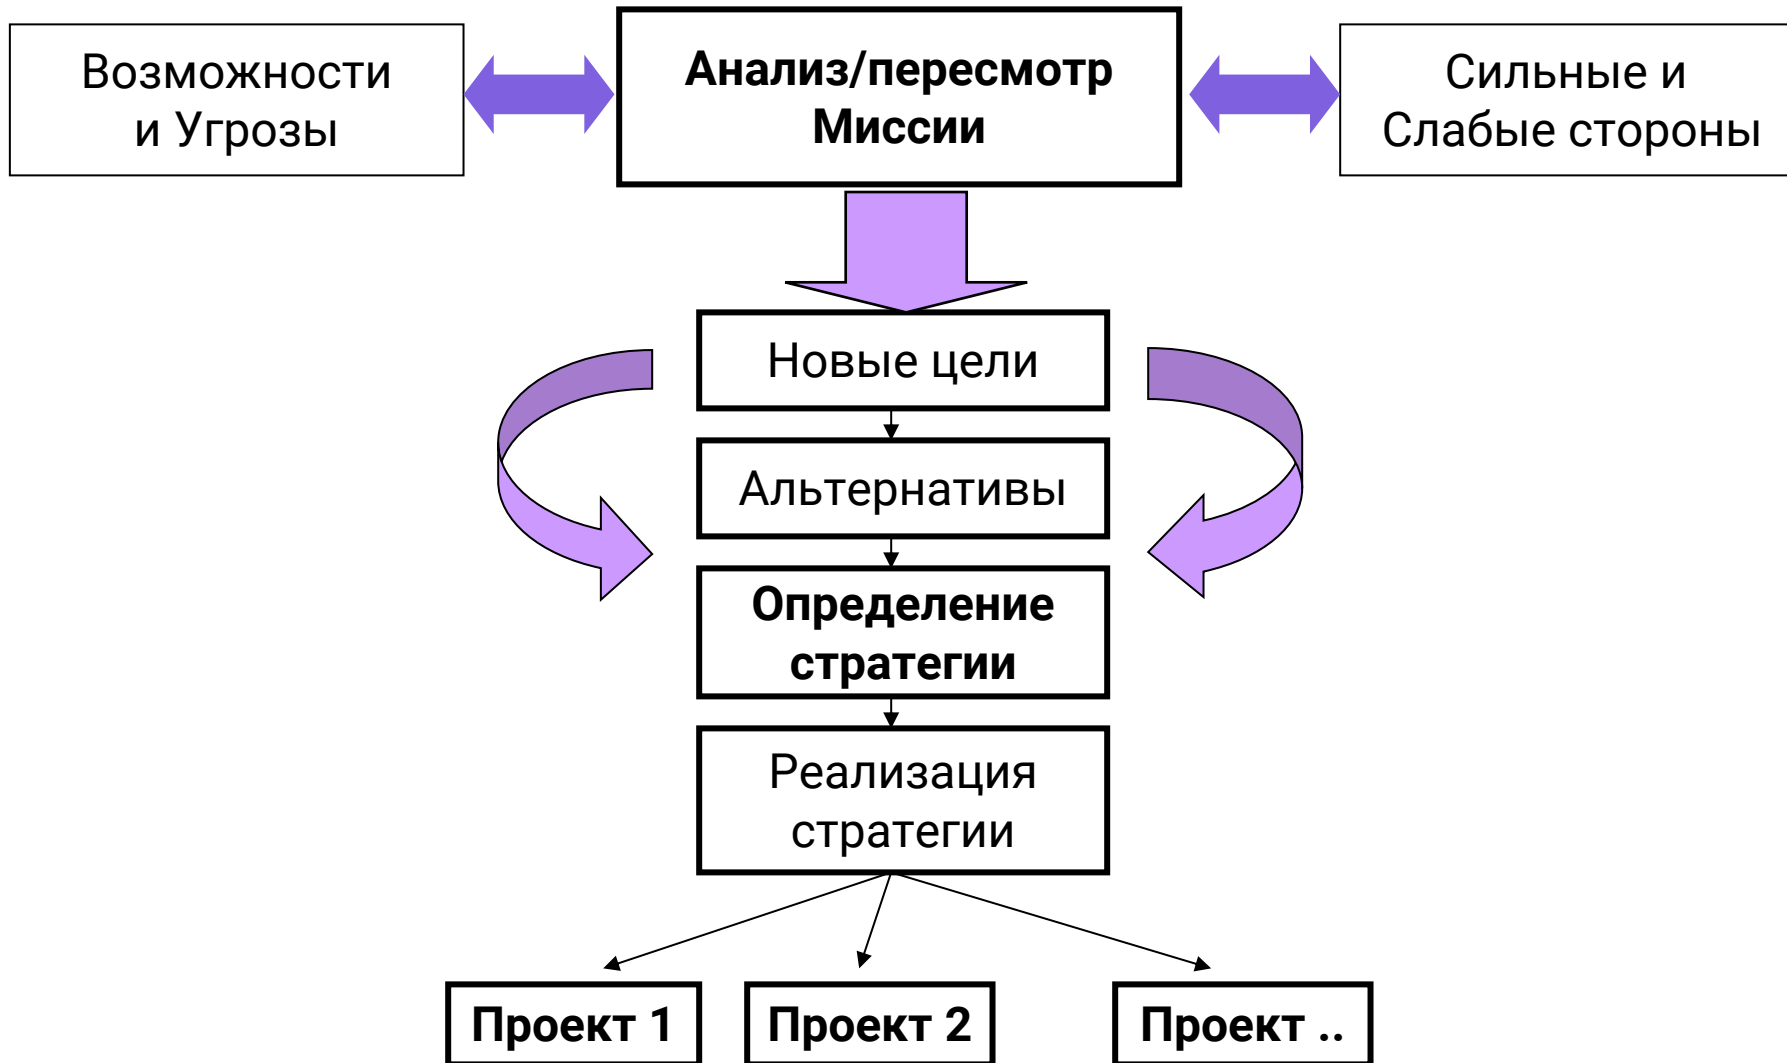 Возможности
и Угрозы
Анализ/пересмотр
Миссии
Сильные и
Слабые стороны
Новые цели
Альтернативы
Определение
стратегии
Реализация
стратегии
Проект 1
Проект 2
Проект ..